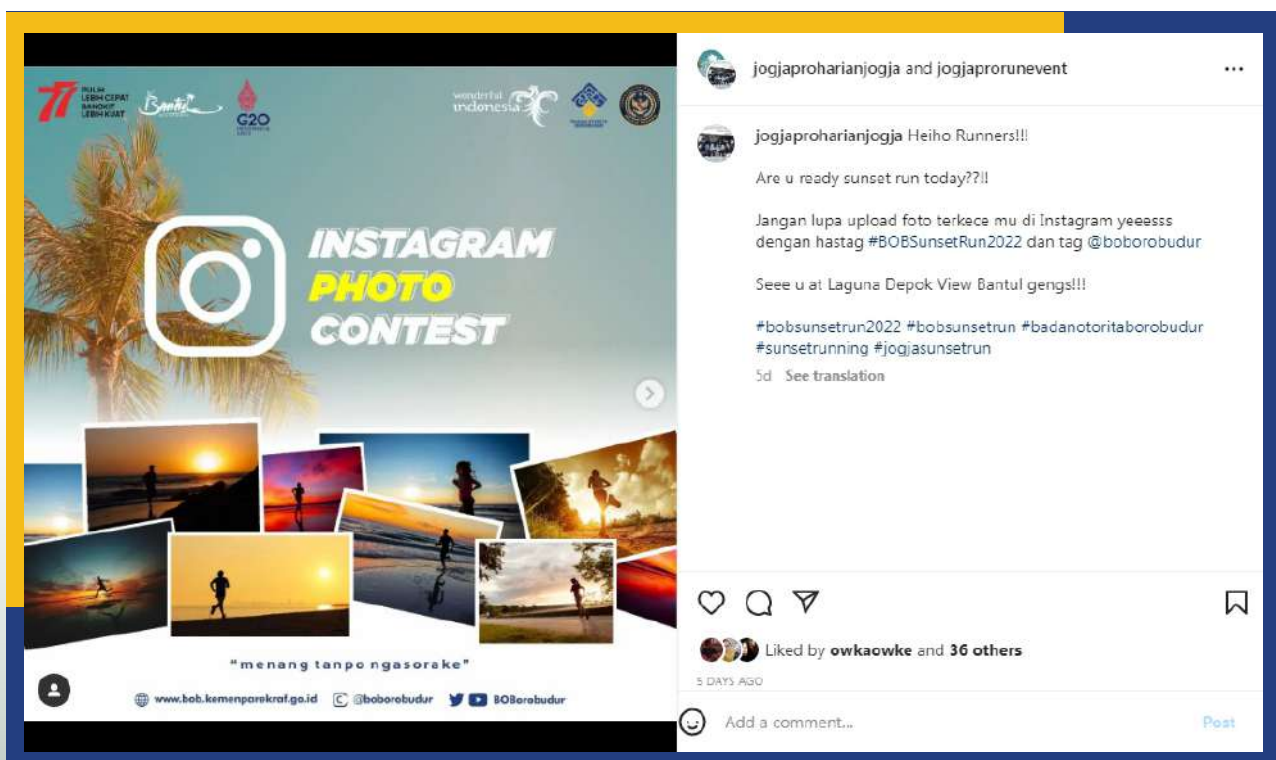 77 PULIH
LEBIH CEPAT
BANGKIT
LEBIH KUAT
Bantul
G20
wonderful
indonesia
INSTAGRAM
PHOTO
CONTEST
"menang tanpo ngasorake"
www.bob.kemenparekraf.go.id @boborobudur BOBorobudur
jogjaproharianjogja and jogjaprorunevent
jogjaproharianjogja Heiho Runners!!!
Are u ready sunset run today??!!
Jangan lupa upload foto terkece mu di Instagram yeeesss
dengan hastag #BOBSunsetRun2022 dan tag @boborobudur
Seee u at Laguna Depok View Bantul gengs!!!
#bobsunsetrun2022 #bobsunsetrun #badanotoritaborobudur
#sunsetrunning #jogjasunsetrun
5d See translation
Liked by owkaowke and 36 others
5 DAYS AGO
Add a comment...
Post